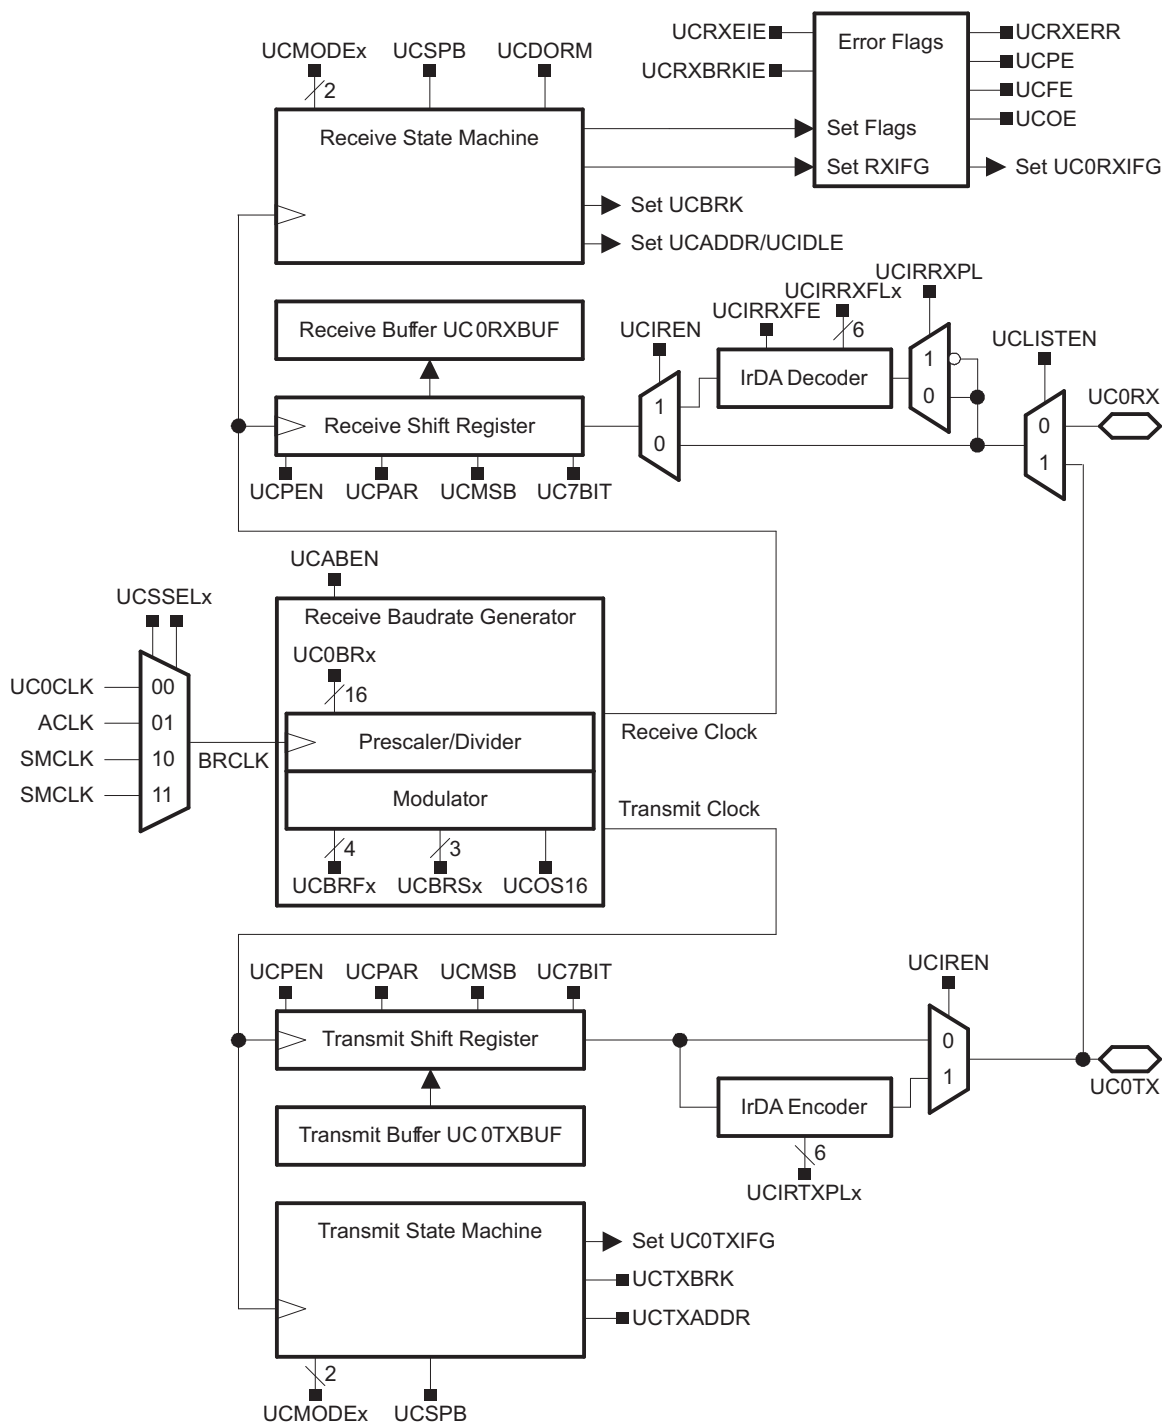 UCMODEx
UCSPB
UCDORM
2
Receive State Machine
UCRXEIE
UCRXBRKIE
Error Flags
Set Flags
Set RXIFG
UCRXERR
UCPE
UCFE
UCOE
Set UC0RXIFG
Set UCBRK
Set UCADDR/UCIDLE
Receive Buffer UC0RXBUF
Receive Shift Register
UCPEN
UCPAR
UCMSB
UC7BIT
UCIREN
1
0
UCIRRXFE
UCIRRXFLx
6
IrDA Decoder
UCIRRXPL
1
0
UCLISTEN
0
1
UC0RX
UCABEN
Receive Baudrate Generator
UC0BRx
16
UCSSELx
UC0CLK
ACLK
SMCLK
SMCLK
00
01
10
11
BRCLK
Prescaler/Divider
Modulator
Receive Clock
Transmit Clock
4
3
UCBRFx
UCBRSx
UCOS16
UCPEN
UCPAR
UCMSB
UC7BIT
Transmit Shift Register
Transmit Buffer UC0TXBUF
UCIREN
0
1
IrDA Encoder
6
UCIRTXPLx
UC0TX
Transmit State Machine
Set UC0TXIFG
UCTXBRK
UCTXADDR
2
UCMODEx
UCSPB